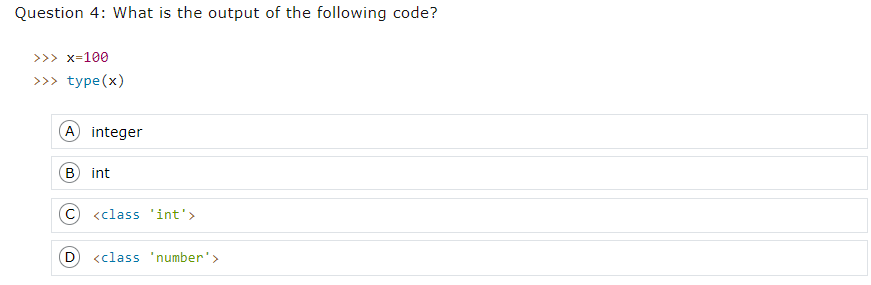 Question 4: What is the output of the following code?
>>> x=100
>>> type(x)
A integer
B int
C <class 'int'>
D <class 'number'>